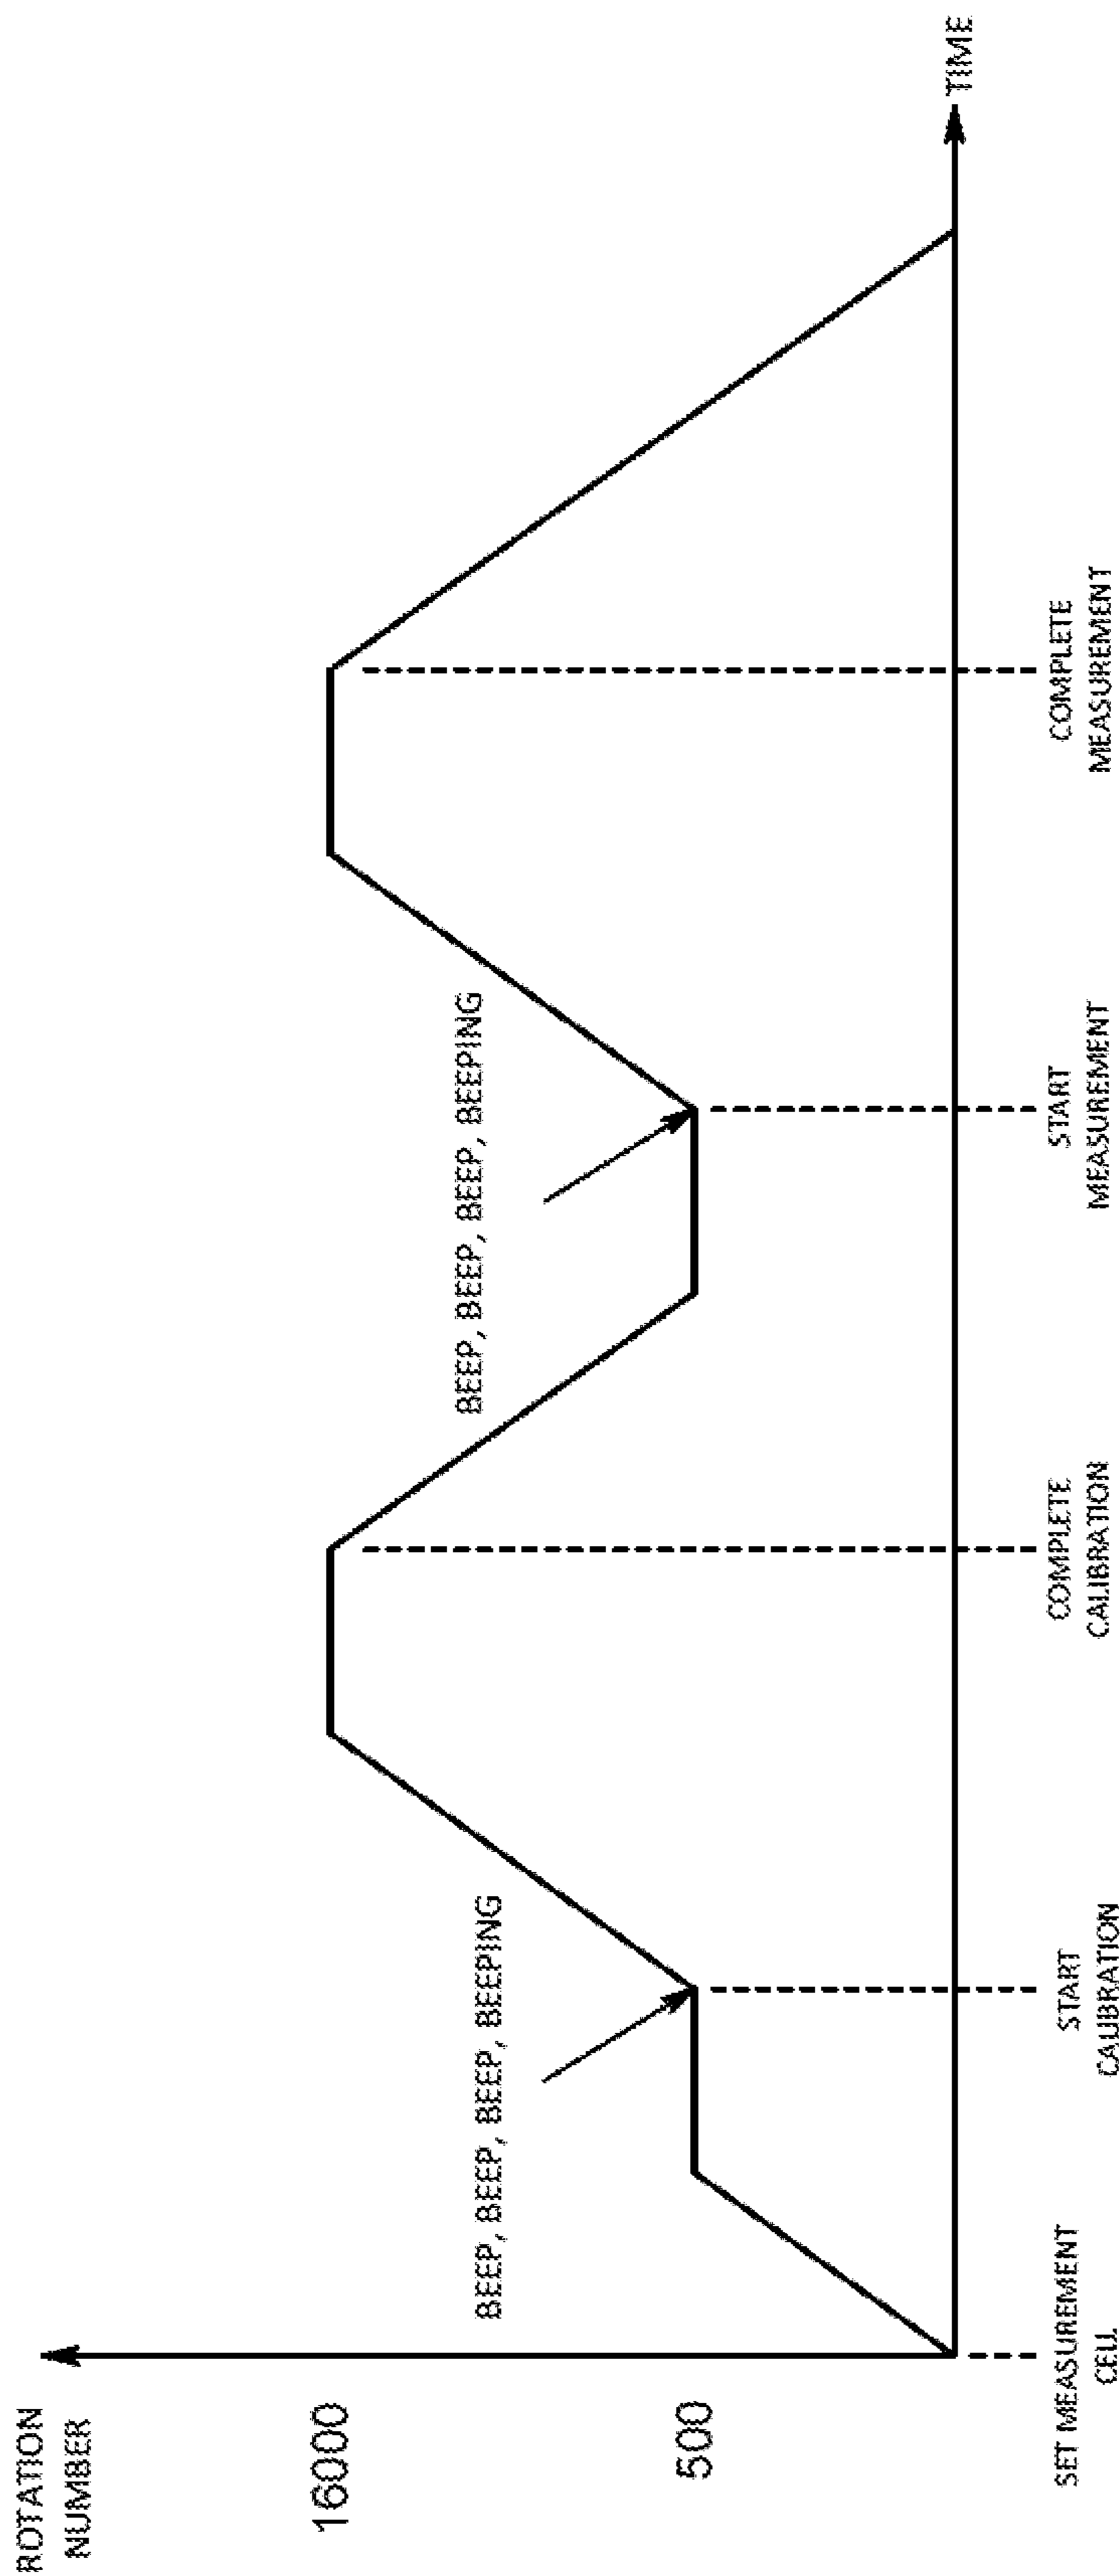 ROTATION
NUMBER
16000
500
BEEP, BEEP, BEEP, BEEPING
BEEP, BEEP, BEEP, BEEPING
TIME
SET MEASUREMENT
CELL
START
CALIBRATION
COMPLETE
CALIBRATION
START
MEASUREMENT
COMPLETE
MEASUREMENT